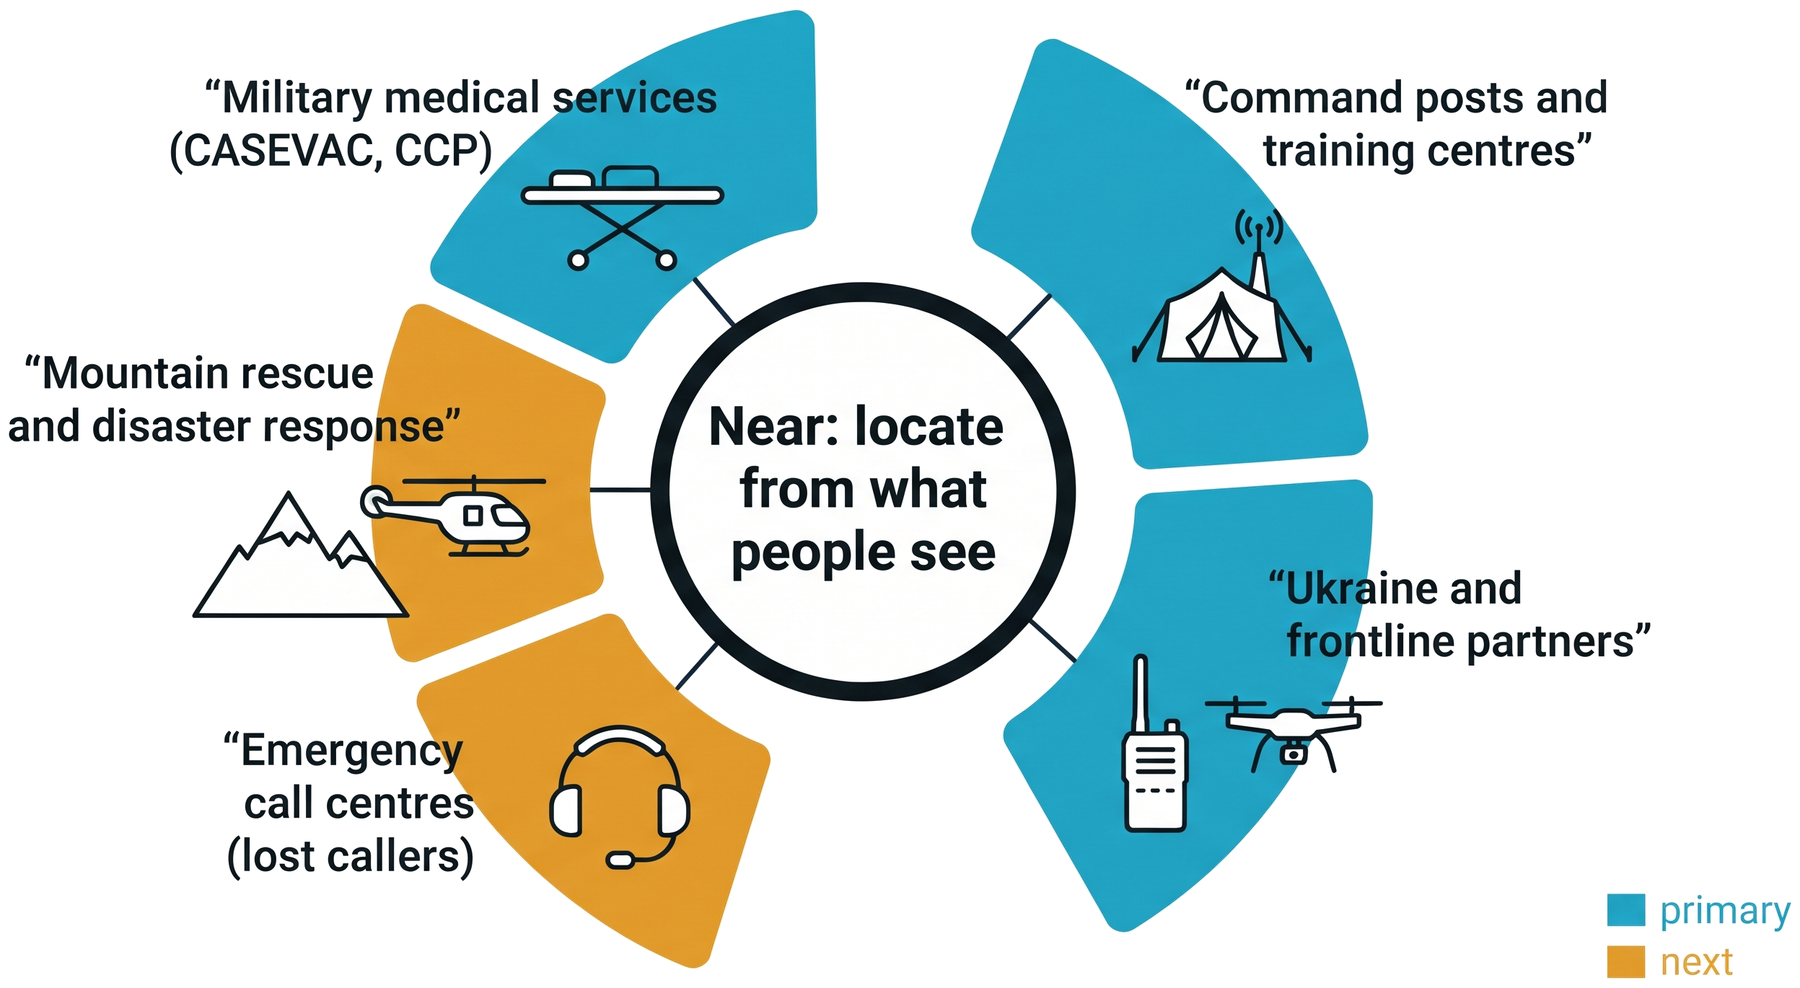 “Military medical services
(CASEVAC, CCP)
“Command posts and
training centres”
“Mountain rescue
and disaster response”
Near: locate
from what
people see
“Ukraine and
frontline partners”
“Emergency
call centres
(lost callers)
primary
next